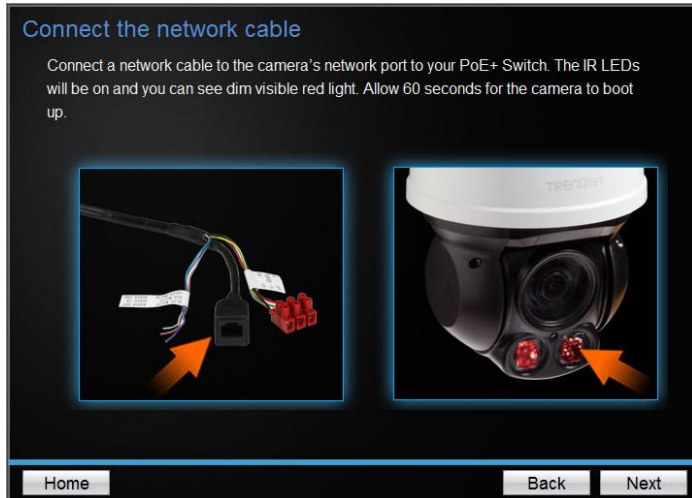 Connect the network cable
Connect a network cable to the camera's network port to your PoE+ Switch. The IR LEDs
will be on and you can see dim visible red light. Allow 60 seconds for the camera to boot
up.
TRENDNET
Home
Back
Next